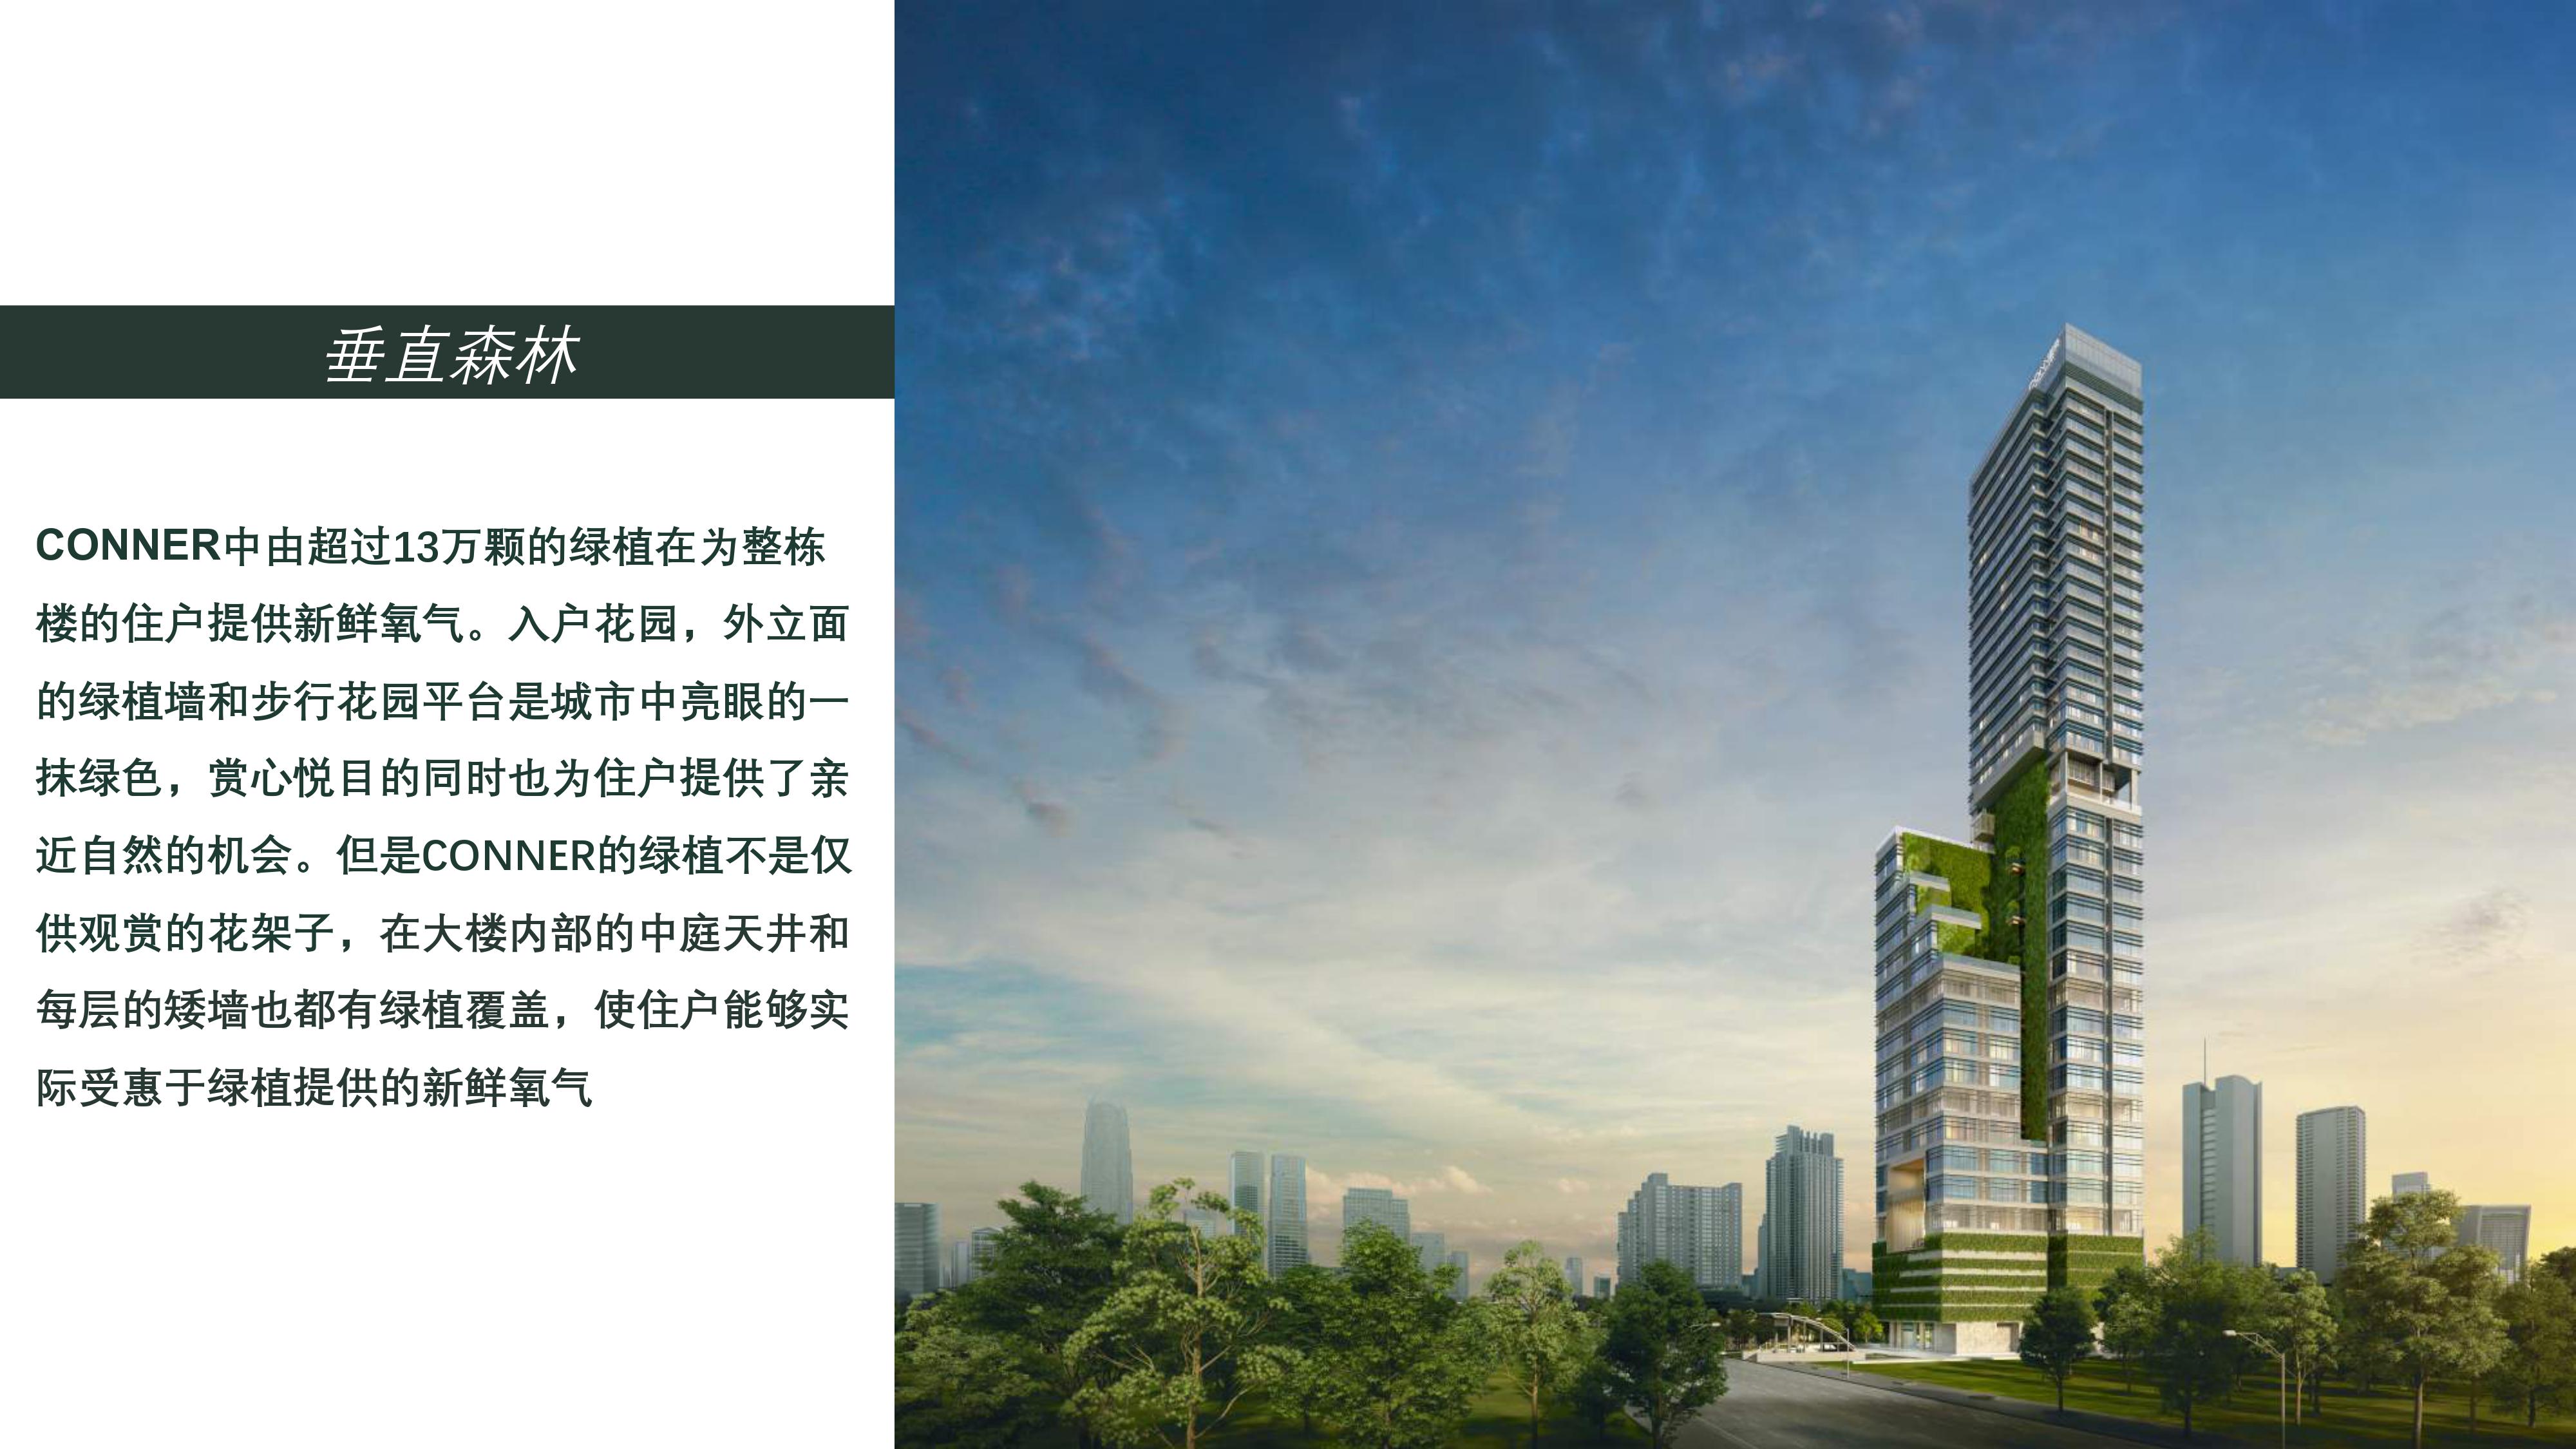 垂直森林
CONNER中由超过13万颗的绿植在为整栋
楼的住户提供新鲜氧气。入户花园，外立面
的绿植墙和步行花园平台是城市中亮眼的一
抹绿色，赏心悦目的同时也为住户提供了亲
近自然的机会。但是CONNER的绿植不是仅
供观赏的花架子，在大楼内部的中庭天井和
每层的矮墙也都有绿植覆盖，使住户能够实
际受惠于绿植提供的新鲜氧气